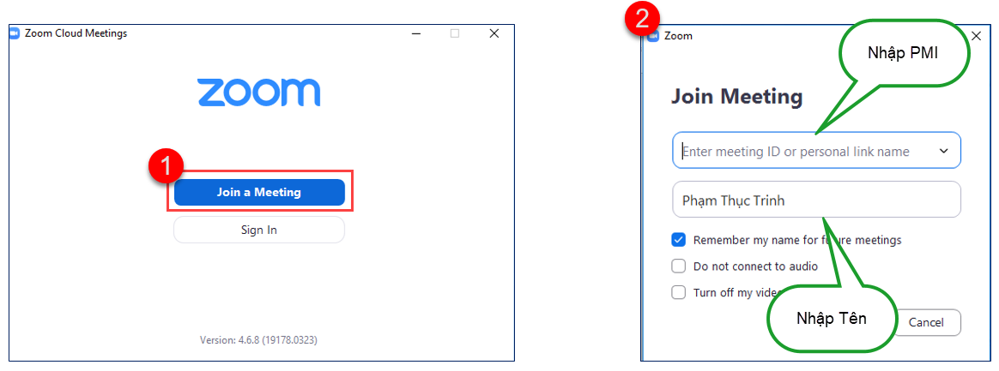 Zoom Cloud Meetings
zoom
1
Join a Meeting
Sign In
Version: 4.6.8 (19178.0323)
2
Zoom
Nhập PMI
Join Meeting
Enter meeting ID or personal link name
Phạm Thục Trinh
Remember my name for future meetings
Do not connect to audio
Turn off my video
Nhập Tên
Cancel